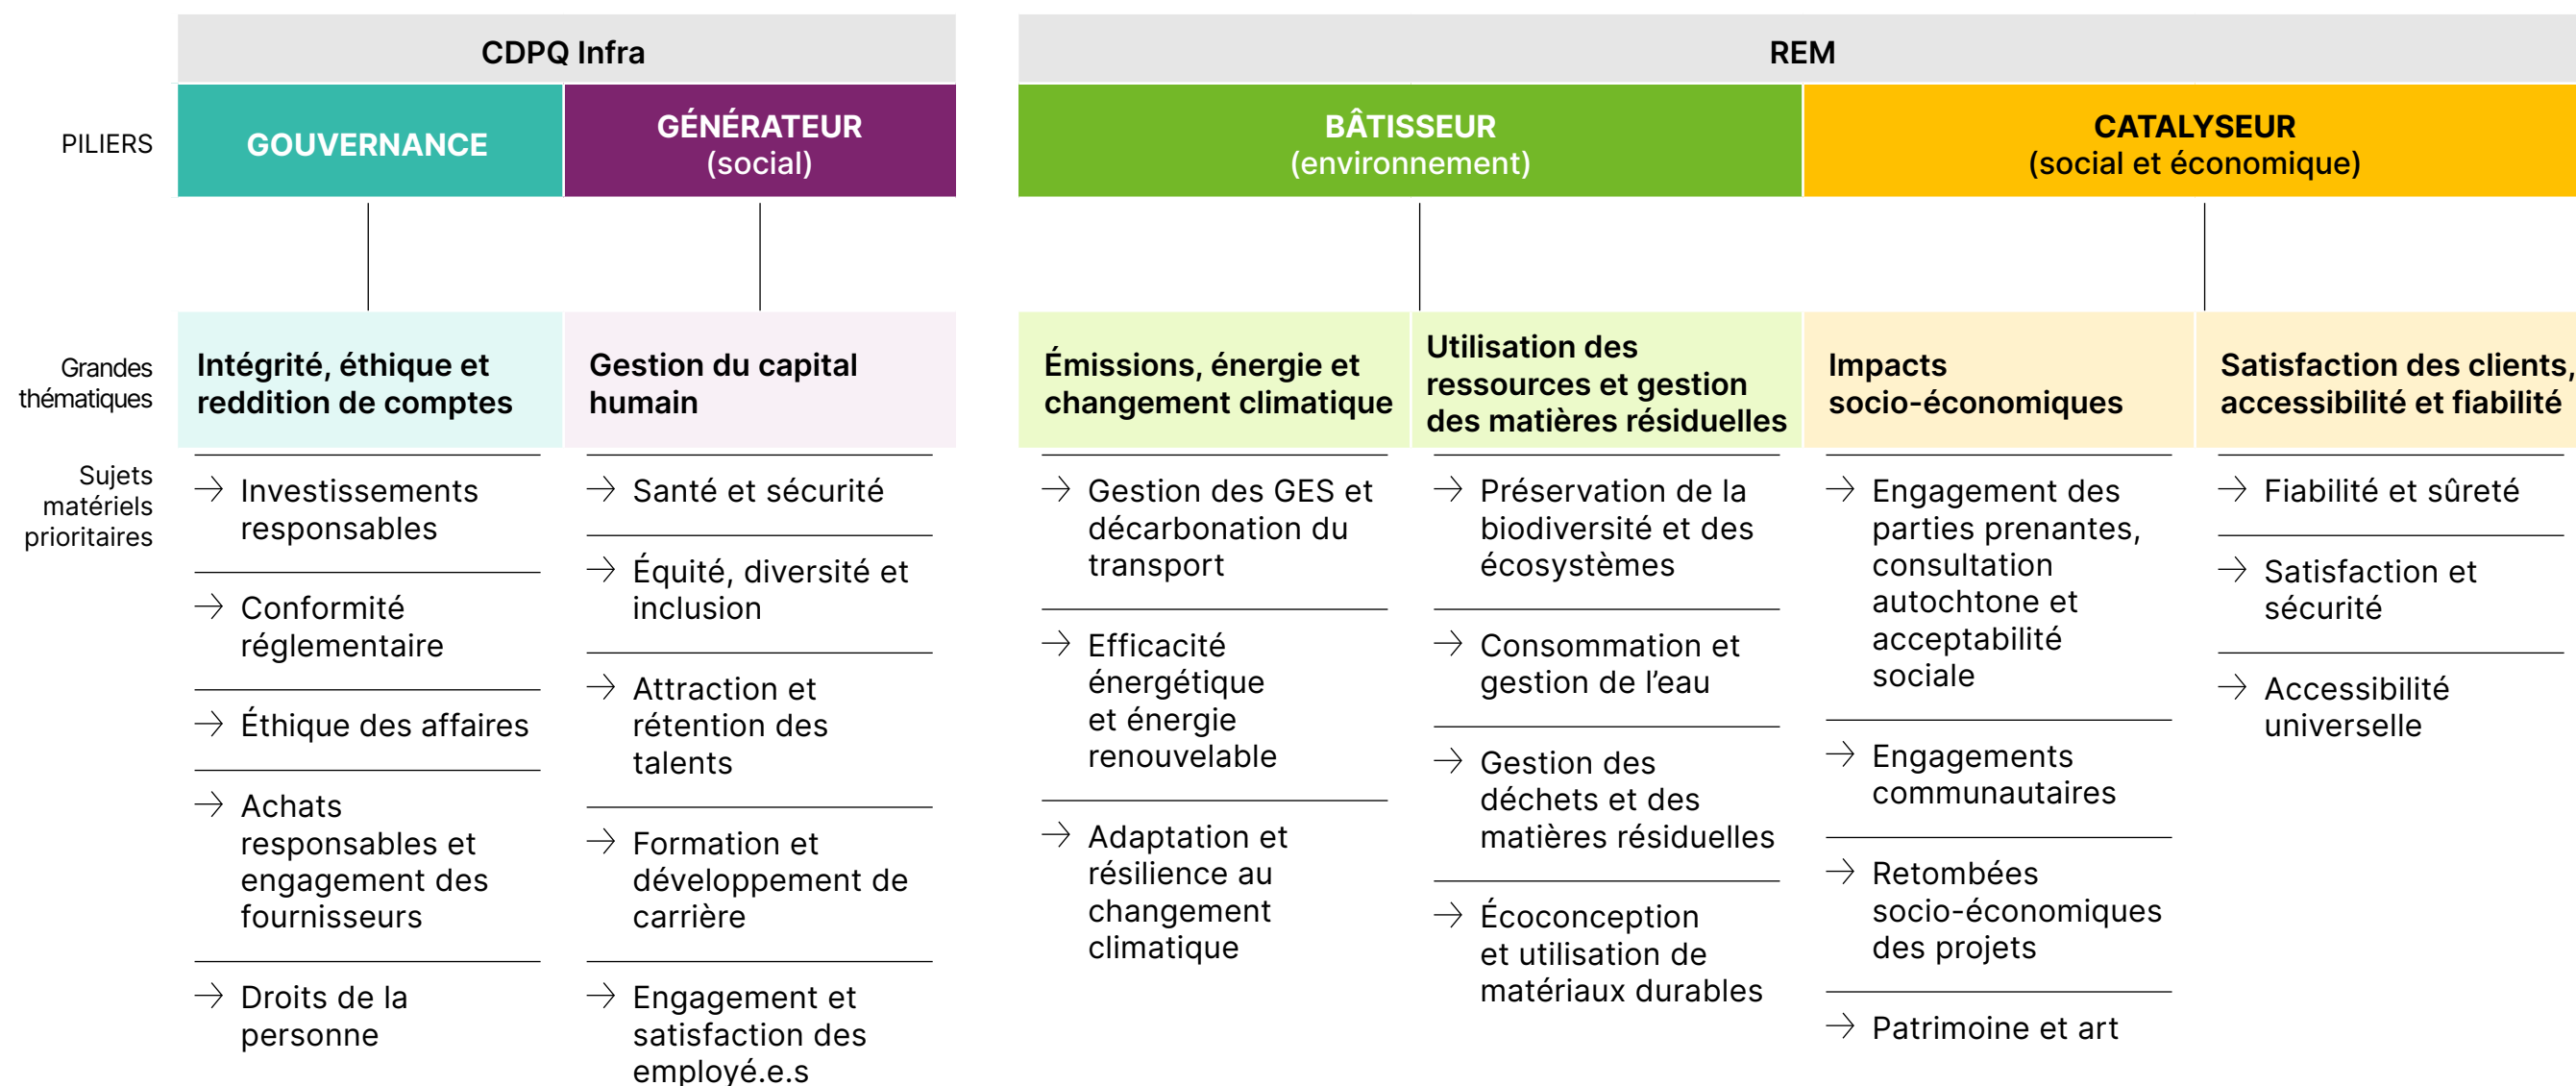 CDPQ Infra
REM
PILIERS
GOUVERNANCE
GÉNÉRATEUR
(social)
BÂTISSEUR
(environnement)
CATALYSEUR
(social et économique)
Grandes
thématiques
Intégrité, éthique et
reddition de comptes
Gestion du capital
humain
Émissions, énergie et
changement climatique
Utilisation des
ressources et gestion
des matières résiduelles
Impacts
socio-économiques
Satisfaction des clients,
accessibilité et fiabilité
Sujets
matériels
prioritaires
→ Investissements
responsables
→ Conformité
réglementaire
→ Éthique des affaires
→ Achats
responsables et
engagement des
fournisseurs
→ Droits de la
personne
→ Santé et sécurité
→ Équité, diversité et
inclusion
→ Attraction et
rétention des
talents
→ Formation et
développement de
carrière
→ Engagement et
satisfaction des
employé.e.s
→ Gestion des GES et
décarbonation du
transport
→ Efficacité
énergétique
et énergie
renouvelable
→ Adaptation et
résilience au
changement
climatique
→ Préservation de la
biodiversité et des
écosystèmes
→ Consommation et
gestion de l’eau
→ Gestion des
déchets et des
matières résiduelles
→ Écoconception
et utilisation de
matériaux durables
→ Engagement des
parties prenantes,
consultation
autochtone et
acceptabilité
sociale
→ Engagements
communautaires
→ Retombées
socio-économiques
des projets
→ Patrimoine et art
→ Fiabilité et sûreté
→ Satisfaction et
sécurité
→ Accessibilité
universelle